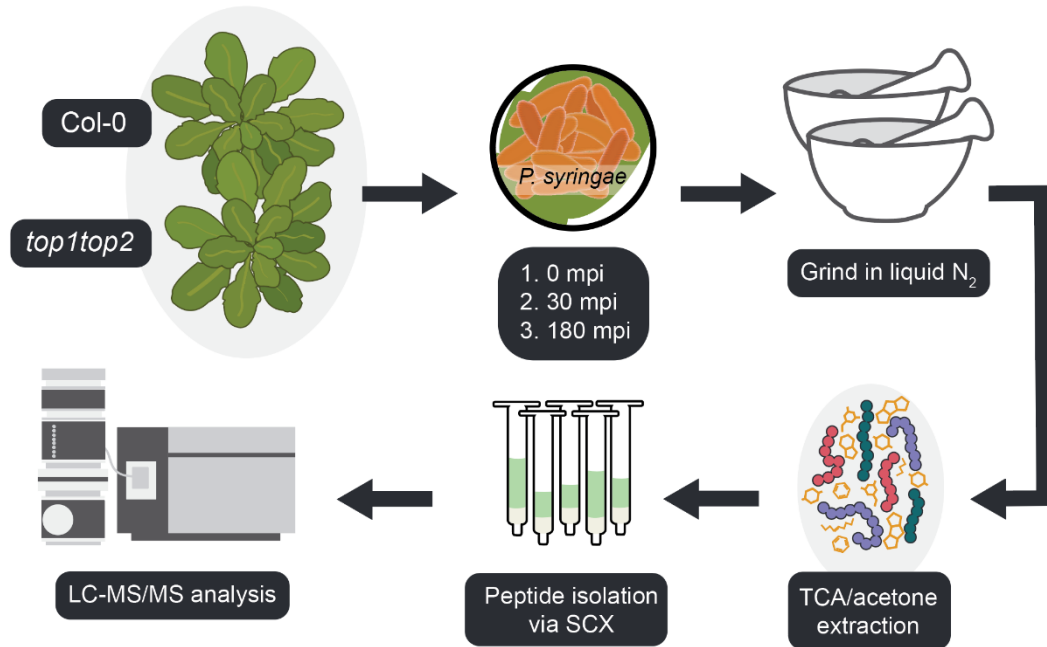 Col-0
top1top2
P. syringae
1. 0 mpi
2. 30 mpi
3. 180 mpi
Grind in liquid N₂
TCA/acetone
extraction
Peptide isolation
via SCX
LC-MS/MS analysis